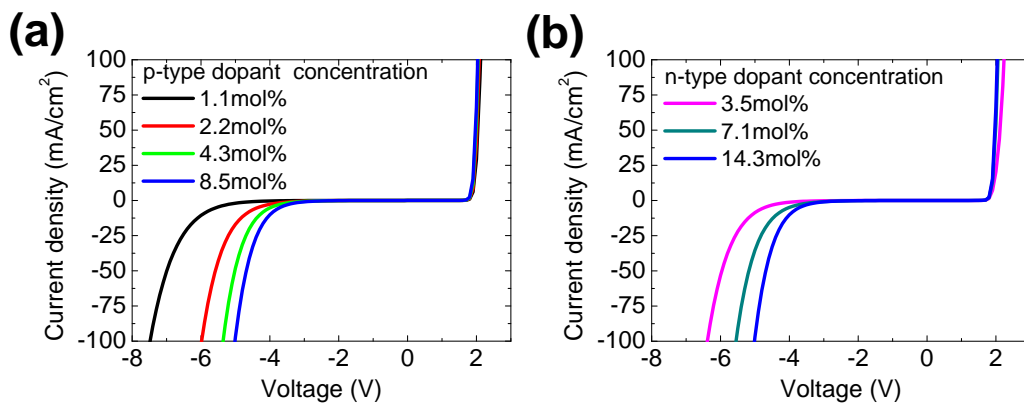 (a)
100
75
50
25
0
-25
-50
-75
-100
Current density (mA/cm²)
p-type dopant concentration
1.1mol%
2.2mol%
4.3mol%
8.5mol%
-8 -6 -4 -2 0 2
Voltage (V)
(b)
100
75
50
25
0
-25
-50
-75
-100
Current density (mA/cm²)
n-type dopant concentration
3.5mol%
7.1mol%
14.3mol%
-8 -6 -4 -2 0 2
Voltage (V)